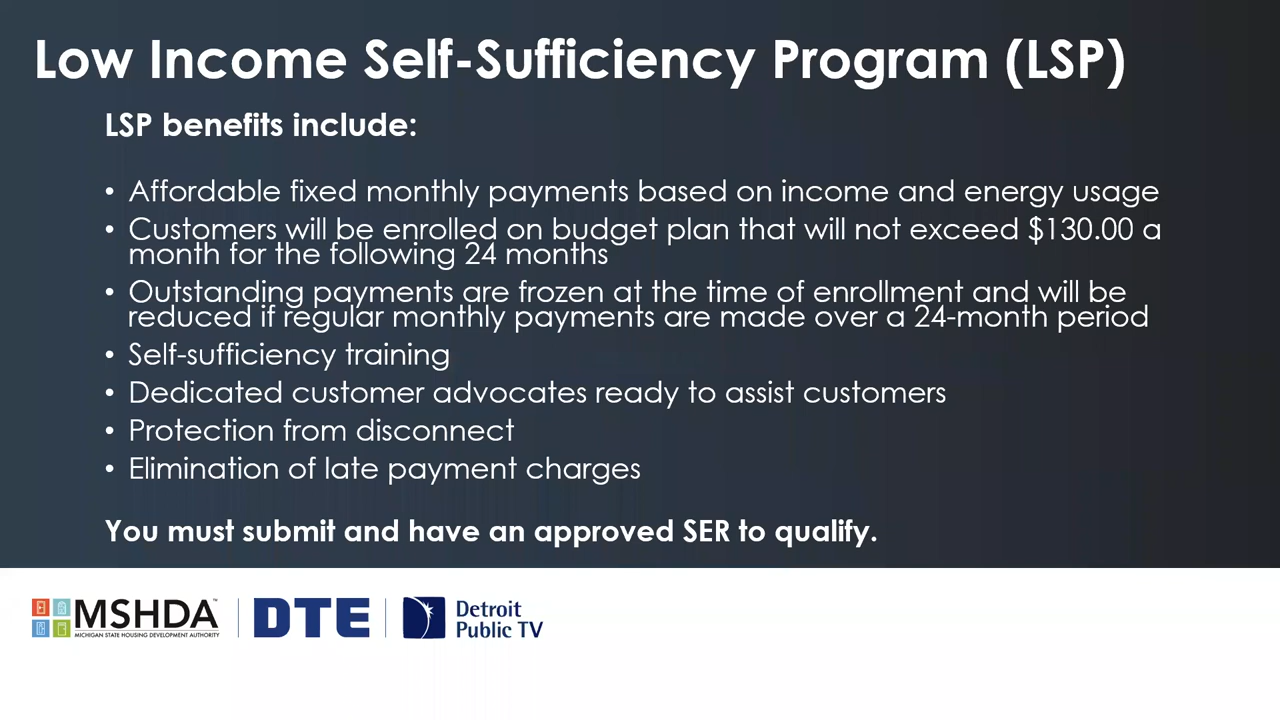 Low Income Self-Sufficiency Program (LSP)
LSP benefits include:
• Affordable fixed monthly payments based on income and energy usage
• Customers will be enrolled on budget plan that will not exceed $130.00 a
month for the following 24 months
• Outstanding payments are frozen at the time of enrollment and will be
reduced if regular monthly payments are made over a 24-month period
• Self-sufficiency training
• Dedicated customer advocates ready to assist customers
• Protection from disconnect
• Elimination of late payment charges
You must submit and have an approved SER to qualify.
MSHDA™
MICHIGAN STATE HOUSING DEVELOPMENT AUTHORITY
DTE
Detroit
Public TV